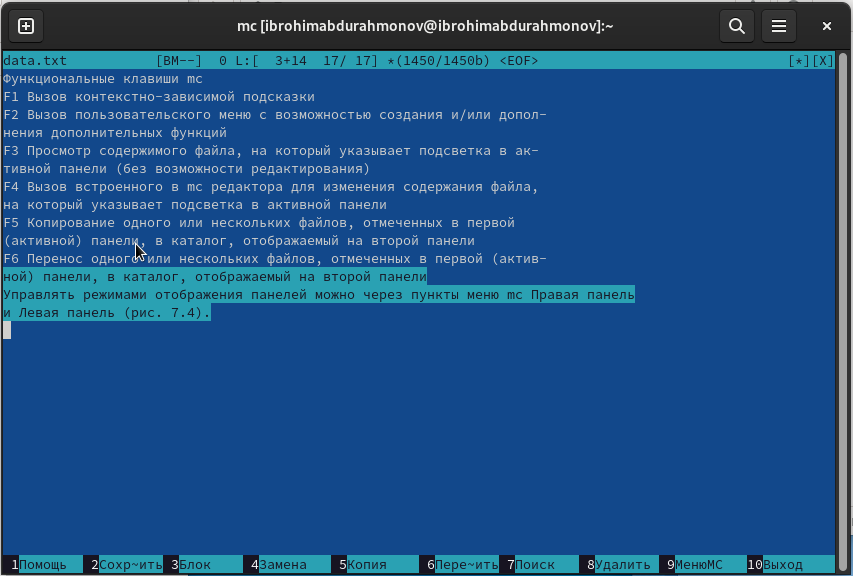 mc [ibrohimabdurahmonov@ibrohimabdurahmonov]:~
data.txt [BM--] 0 L:[ 3+14 17/ 17] *(1450/1450b) <EOF> [*][X]
Функциональные клавиши mc
F1 Вызов контекстно-зависимой подсказки
F2 Вызов пользовательского меню с возможностью создания и/или допол-
нения дополнительных функций
F3 Просмотр содержимого файла, на который указывает подсветка в ак-
тивной панели (без возможности редактирования)
F4 Вызов встроенного в mc редактора для изменения содержания файла,
на который указывает подсветка в активной панели
F5 Копирование одного или нескольких файлов, отмеченных в первой
(активной) панели, в каталог, отображаемый на второй панели
F6 Перенос одного или нескольких файлов, отмеченных в первой (актив-
ной) панели, в каталог, отображаемый на второй панели
Управлять режимами отображения панелей можно через пункты меню mc Правая панель
и Левая панель (рис. 7.4).
1Помощь 2Сохр~ить 3Блок 4Замена 5Копия 6Пере~ить 7Поиск 8Удалить 9МенюMC 10Выход